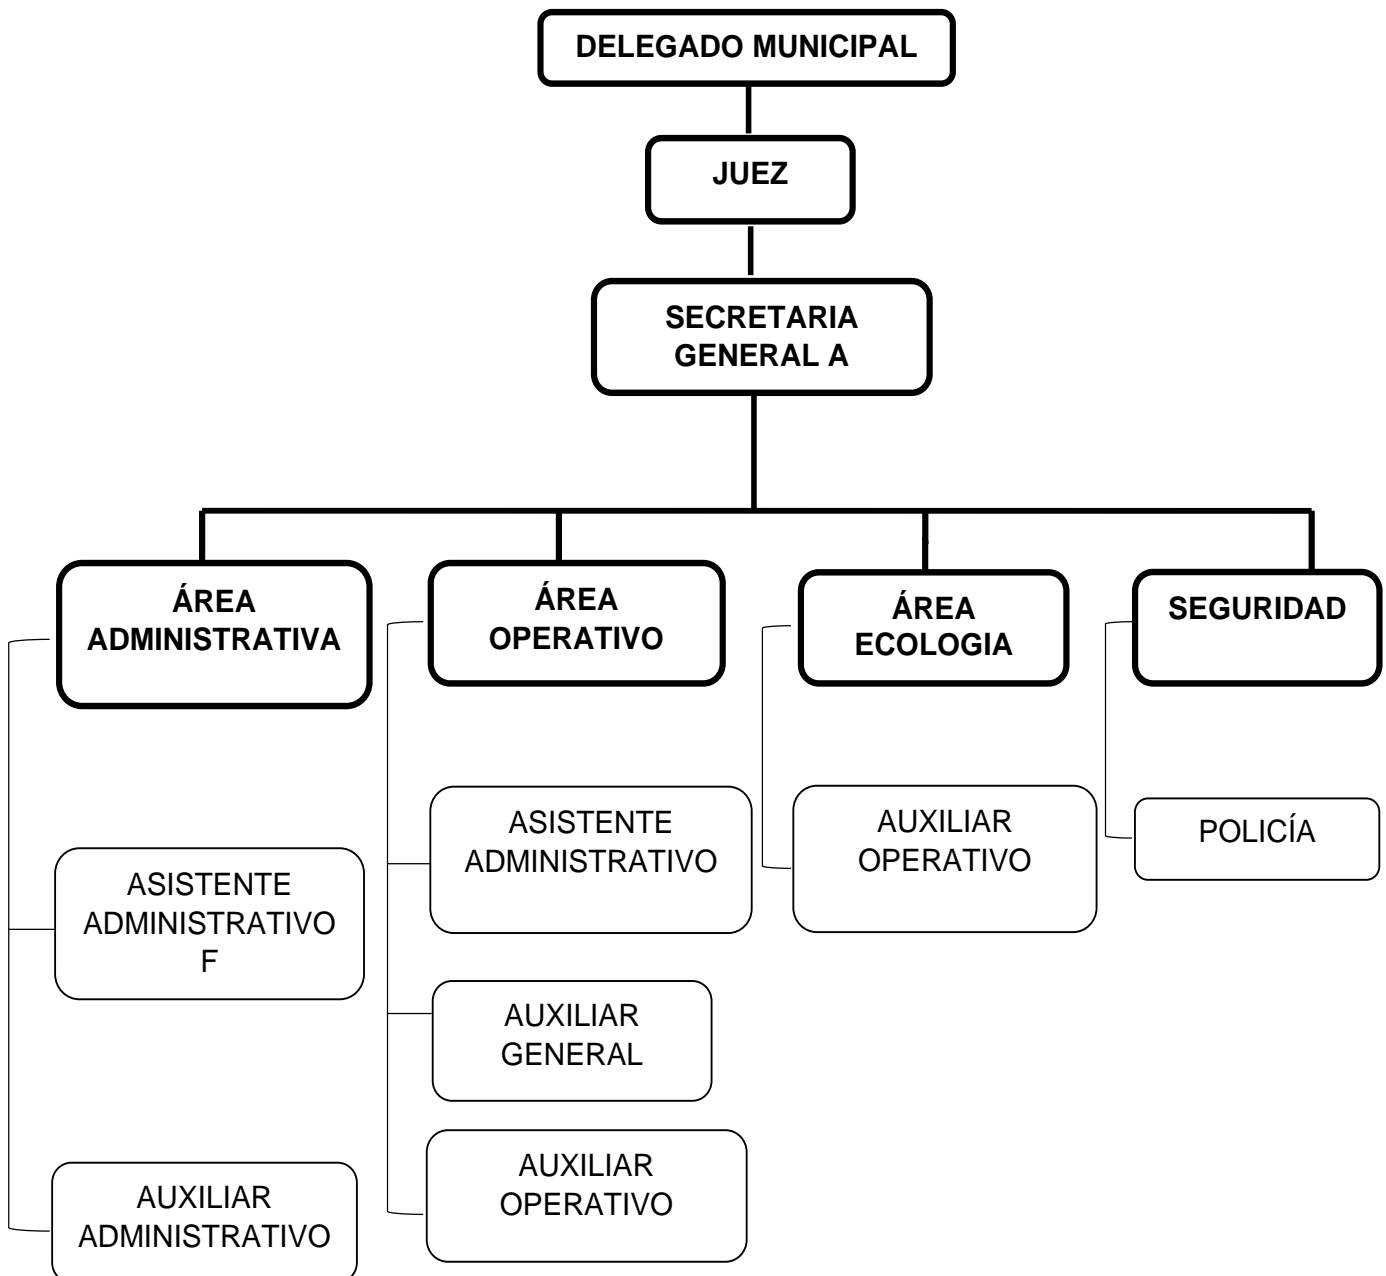 DELEGADO MUNICIPAL
JUEZ
SECRETARIA
GENERAL A
ÁREA
ADMINISTRATIVA
ÁREA
OPERATIVO
ÁREA
ECOLOGIA
SEGURIDAD
ASISTENTE
ADMINISTRATIVO
F
AUXILIAR
ADMINISTRATIVO
ASISTENTE
ADMINISTRATIVO
AUXILIAR
GENERAL
AUXILIAR
OPERATIVO
AUXILIAR
OPERATIVO
POLICÍA